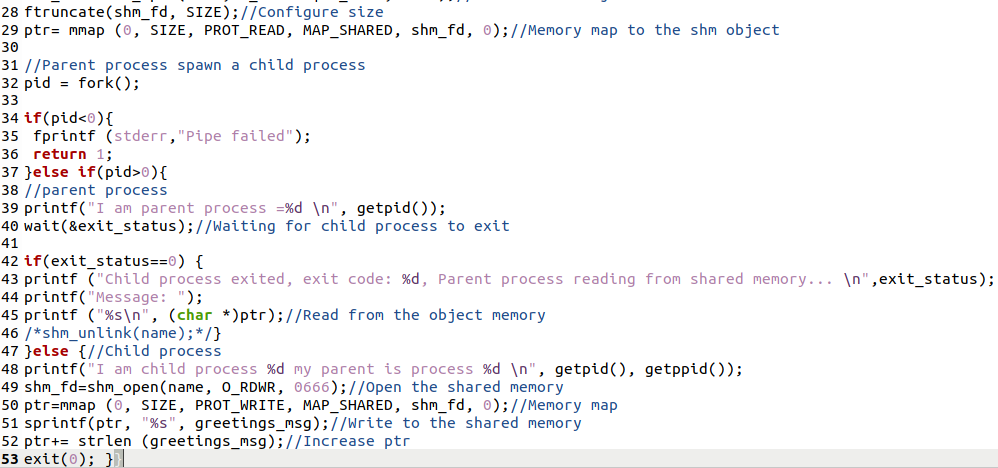 28 ftruncate(shm_fd, SIZE);//Configure size
29 ptr= mmap (0, SIZE, PROT_READ, MAP_SHARED, shm_fd, 0);//Memory map to the shm object
30
31 //Parent process spawn a child process
32 pid = fork();
33
34 if(pid<0){
35  fprintf (stderr,"Pipe failed");
36  return 1;
37 }else if(pid>0){
38 //parent process
39 printf("I am parent process =%d \n", getpid());
40 wait(&exit_status);//Waiting for child process to exit
41
42 if(exit_status==0) {
43 printf ("Child process exited, exit code: %d, Parent process reading from shared memory... \n",exit_status);
44 printf("Message: ");
45 printf ("%s\n", (char *)ptr);//Read from the object memory
46 /*shm_unlink(name);*/}
47 }else {//Child process
48 printf("I am child process %d my parent is process %d \n", getpid(), getppid());
49 shm_fd=shm_open(name, O_RDWR, 0666);//Open the shared memory
50 ptr=mmap (0, SIZE, PROT_WRITE, MAP_SHARED, shm_fd, 0);//Memory map
51 sprintf(ptr, "%s", greetings_msg);//Write to the shared memory
52 ptr+= strlen (greetings_msg);//Increase ptr
53 exit(0); }}